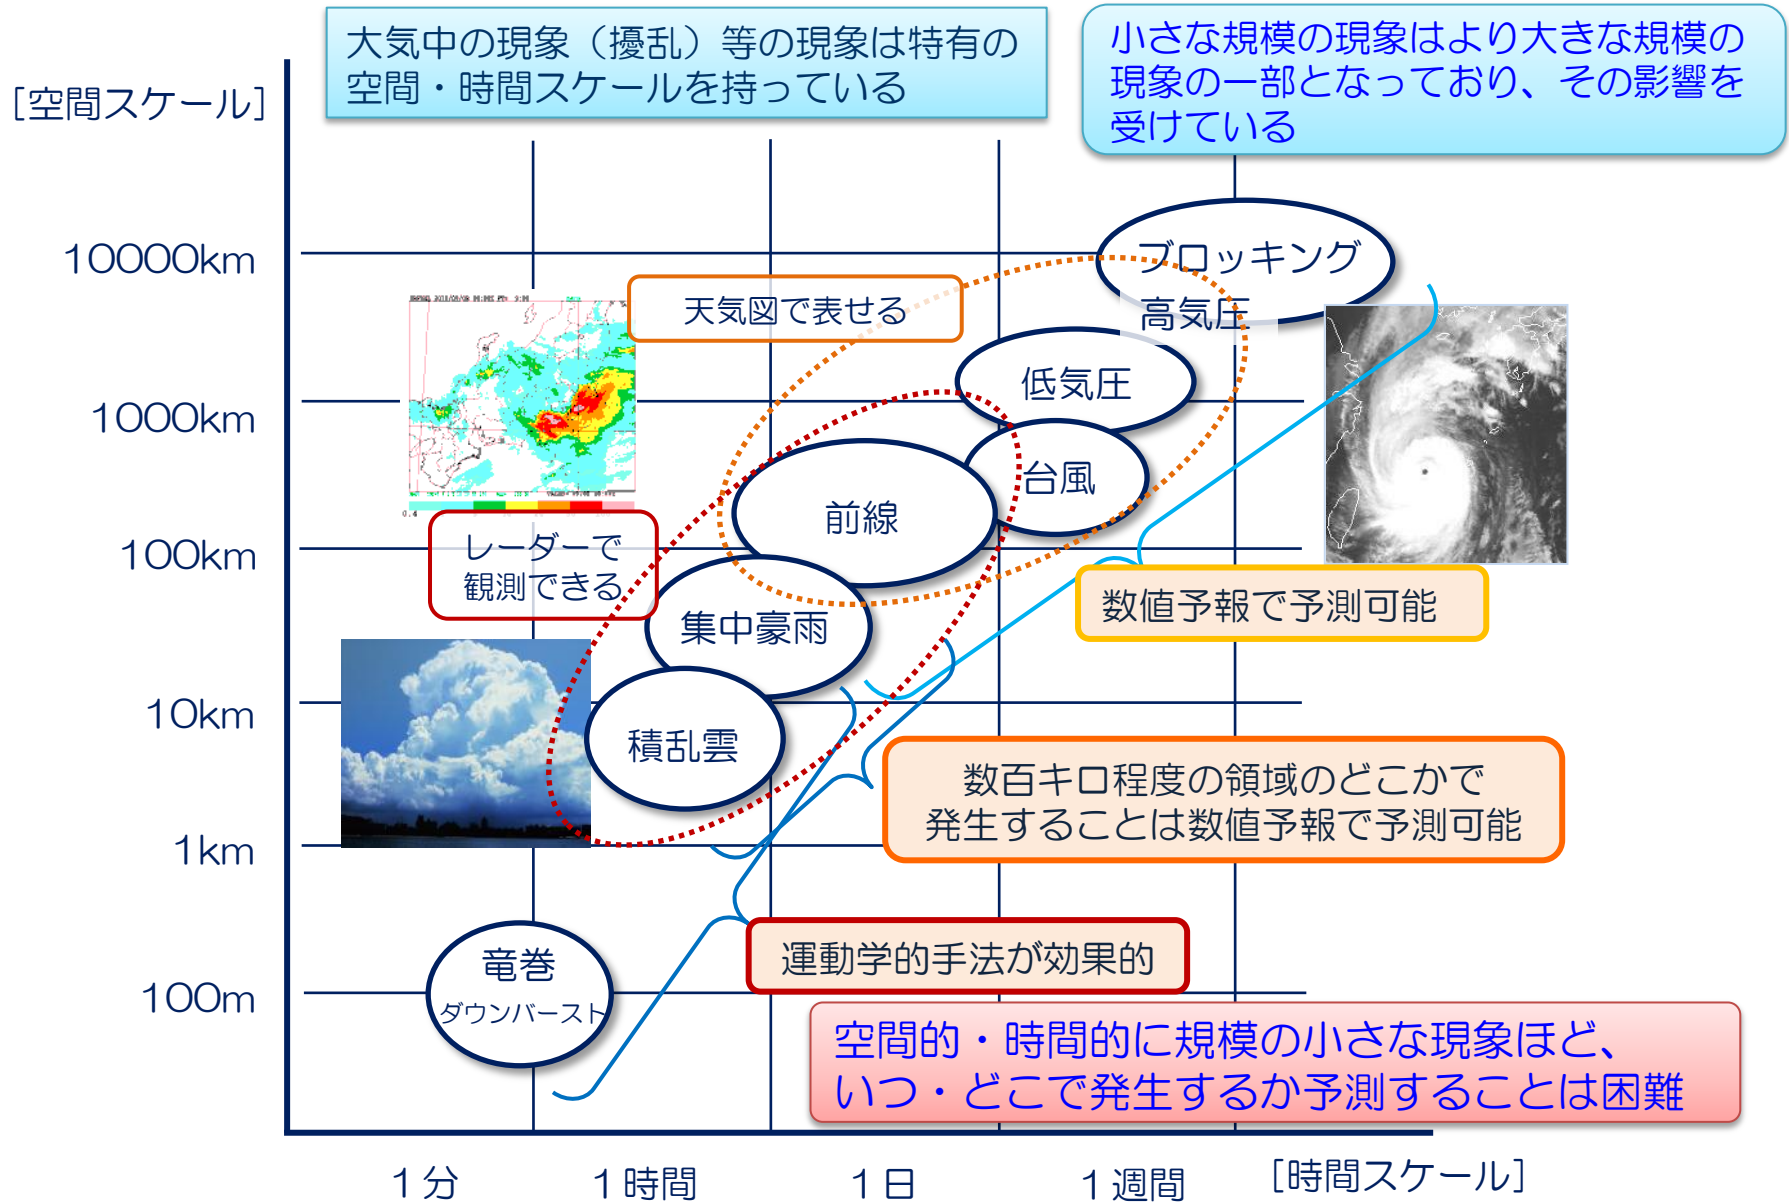 大気中の現象（擾乱）等の現象は特有の
空間・時間スケールを持っている
小さな規模の現象はより大きな規模の
現象の一部となっており、その影響を
受けている
［空間スケール］
10000km
1000km
100km
10km
1km
100m
ブロッキング
高気圧
天気図で表せる
低気圧
台風
前線
レーダーで
観測できる
集中豪雨
数値予報で予測可能
積乱雲
数百キロ程度の領域のどこかで
発生することは数値予報で予測可能
竜巻
ダウンバースト
運動学的手法が効果的
空間的・時間的に規模の小さな現象ほど、
いつ・どこで発生するか予測することは困難
１分
１時間
１日
１週間
［時間スケール］